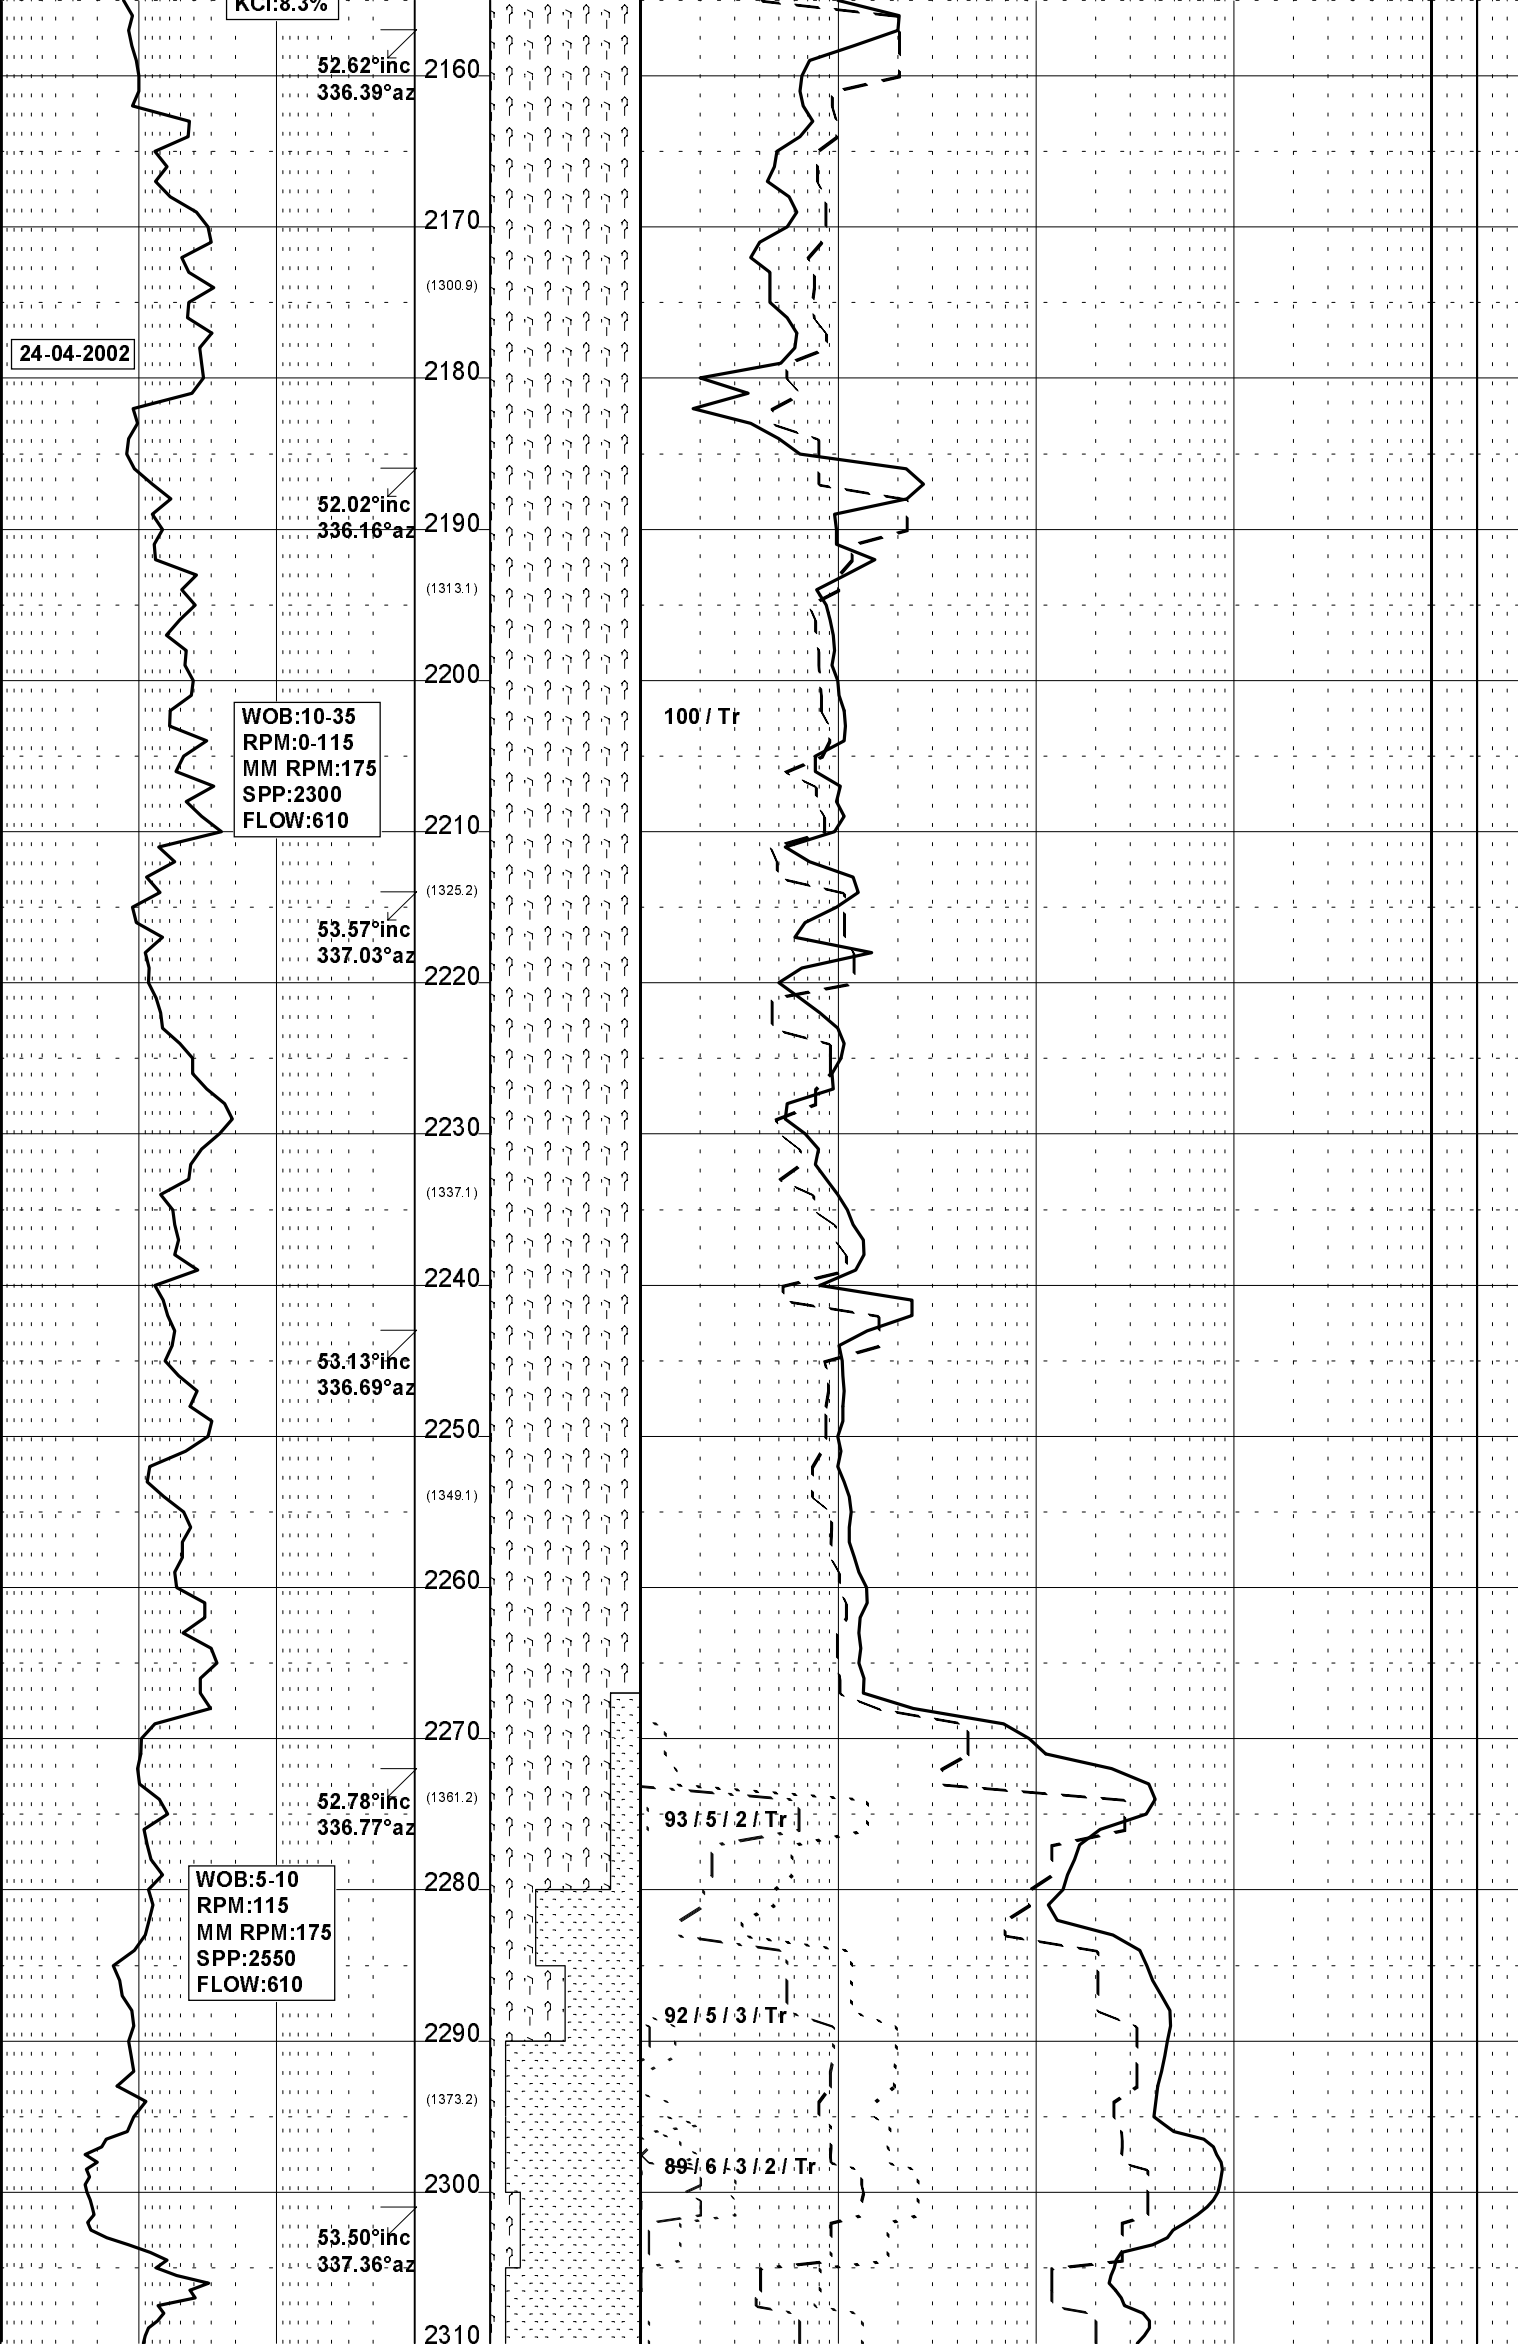 KCl:8.3%
52.62°inc
336.39°az
2160
2170
(1300.9)
24-04-2002
2180
52.02°inc
336.16°az
2190
(1313.1)
2200
WOB:10-35
RPM:0-115
MM RPM:175
SPP:2300
FLOW:610
100 / Tr
2210
(1325.2)
53.57°inc
337.03°az
2220
2230
(1337.1)
2240
53.13°inc
336.69°az
2250
(1349.1)
2260
2270
52.78°inc
336.77°az
(1361.2)
93 / 5 / 2 / Tr
WOB:5-10
RPM:115
MM RPM:175
SPP:2550
FLOW:610
2280
92 / 5 / 3 / Tr
2290
(1373.2)
89 / 6 / 3 / 2 / Tr
2300
53.50°inc
337.36°az
2310